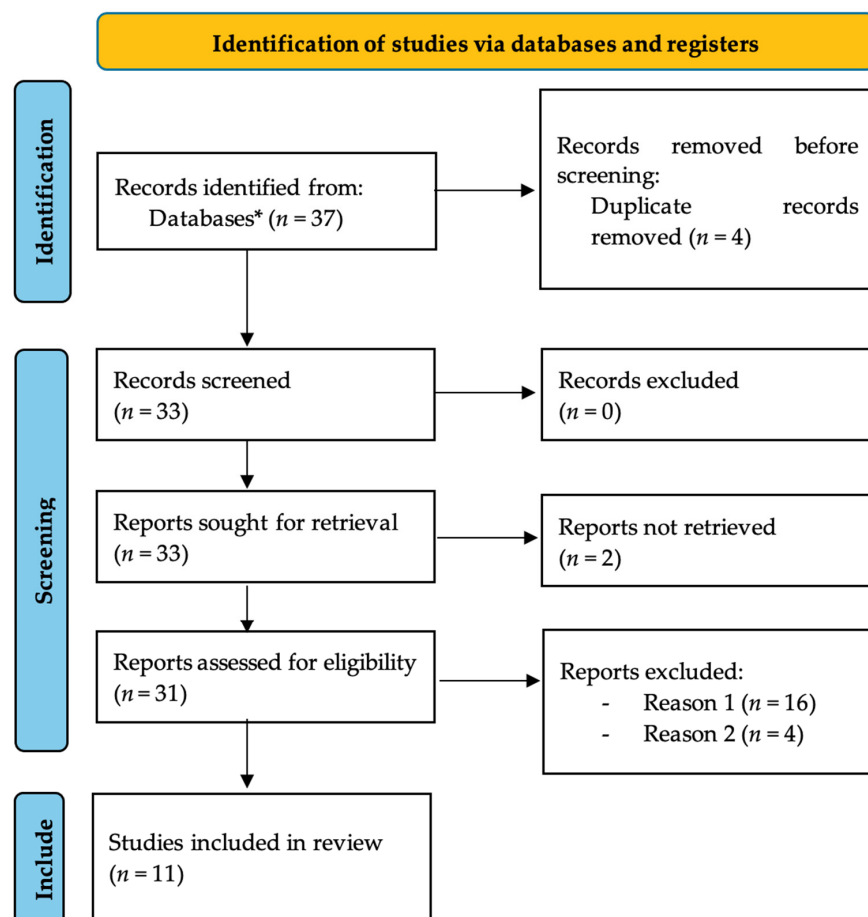 Identification of studies via databases and registers
Identification
Records identified from:
Databases* (n = 37)
Records removed before
screening:
Duplicate records
removed (n = 4)
Screening
Records screened
(n = 33)
Records excluded
(n = 0)
Reports sought for retrieval
(n = 33)
Reports not retrieved
(n = 2)
Reports assessed for eligibility
(n = 31)
Reports excluded:
- Reason 1 (n = 16)
- Reason 2 (n = 4)
Include
Studies included in review
(n = 11)